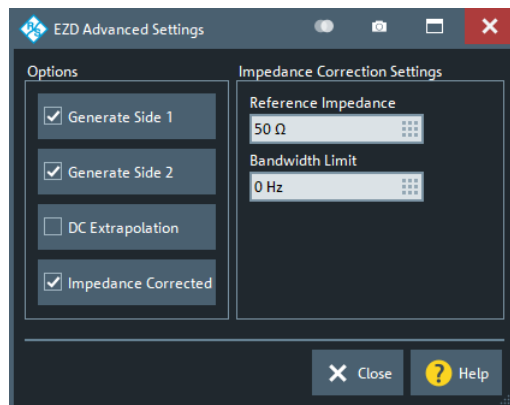 EZD Advanced Settings
Options
Generate Side 1
Generate Side 2
DC Extrapolation
Impedance Corrected
Impedance Correction Settings
Reference Impedance
50 Ω
Bandwidth Limit
0 Hz
Close
? Help